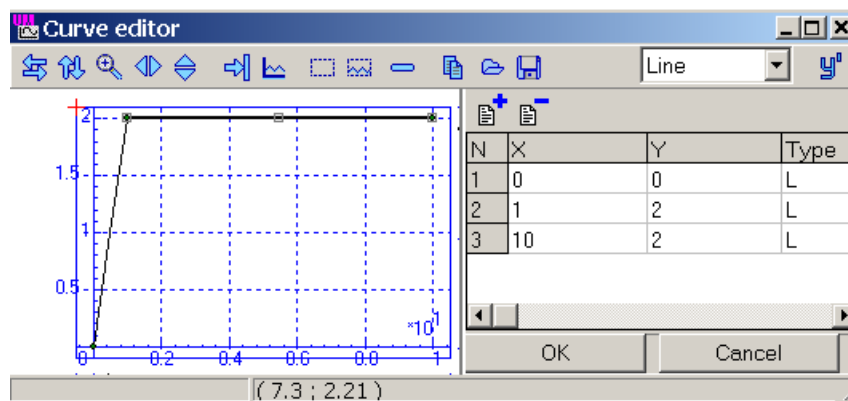 Curve editor
Line
y'
2
1.5
1
0.5
*10 1
0 0.2 0.4 0.6 0.8 1
N X Y Type
1 0 0 L
2 1 2 L
3 10 2 L
OK Cancel
( 7.3 ; 2.21 )